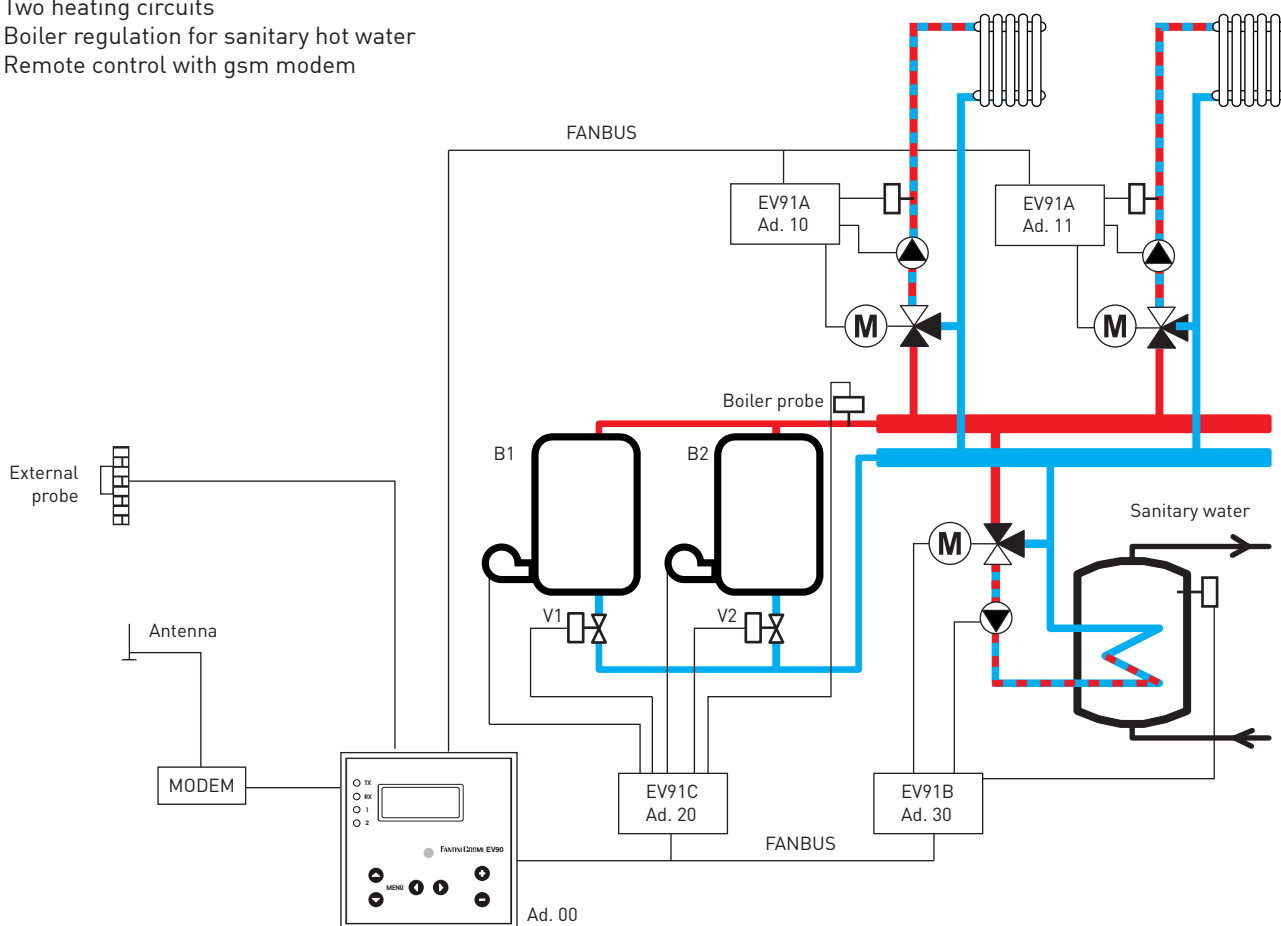 Two heating circuits
Boiler regulation for sanitary hot water
Remote control with gsm modem
FANBUS
EV91A
Ad. 10
EV91A
Ad. 11
M
M
Boiler probe
B1
B2
External
probe
Sanitary water
M
V1
V2
Antenna
MODEM
TX
RX
1
2
FANTINI COSMI EV90
MENÙ
EV91C
Ad. 20
EV91B
Ad. 30
FANBUS
Ad. 00